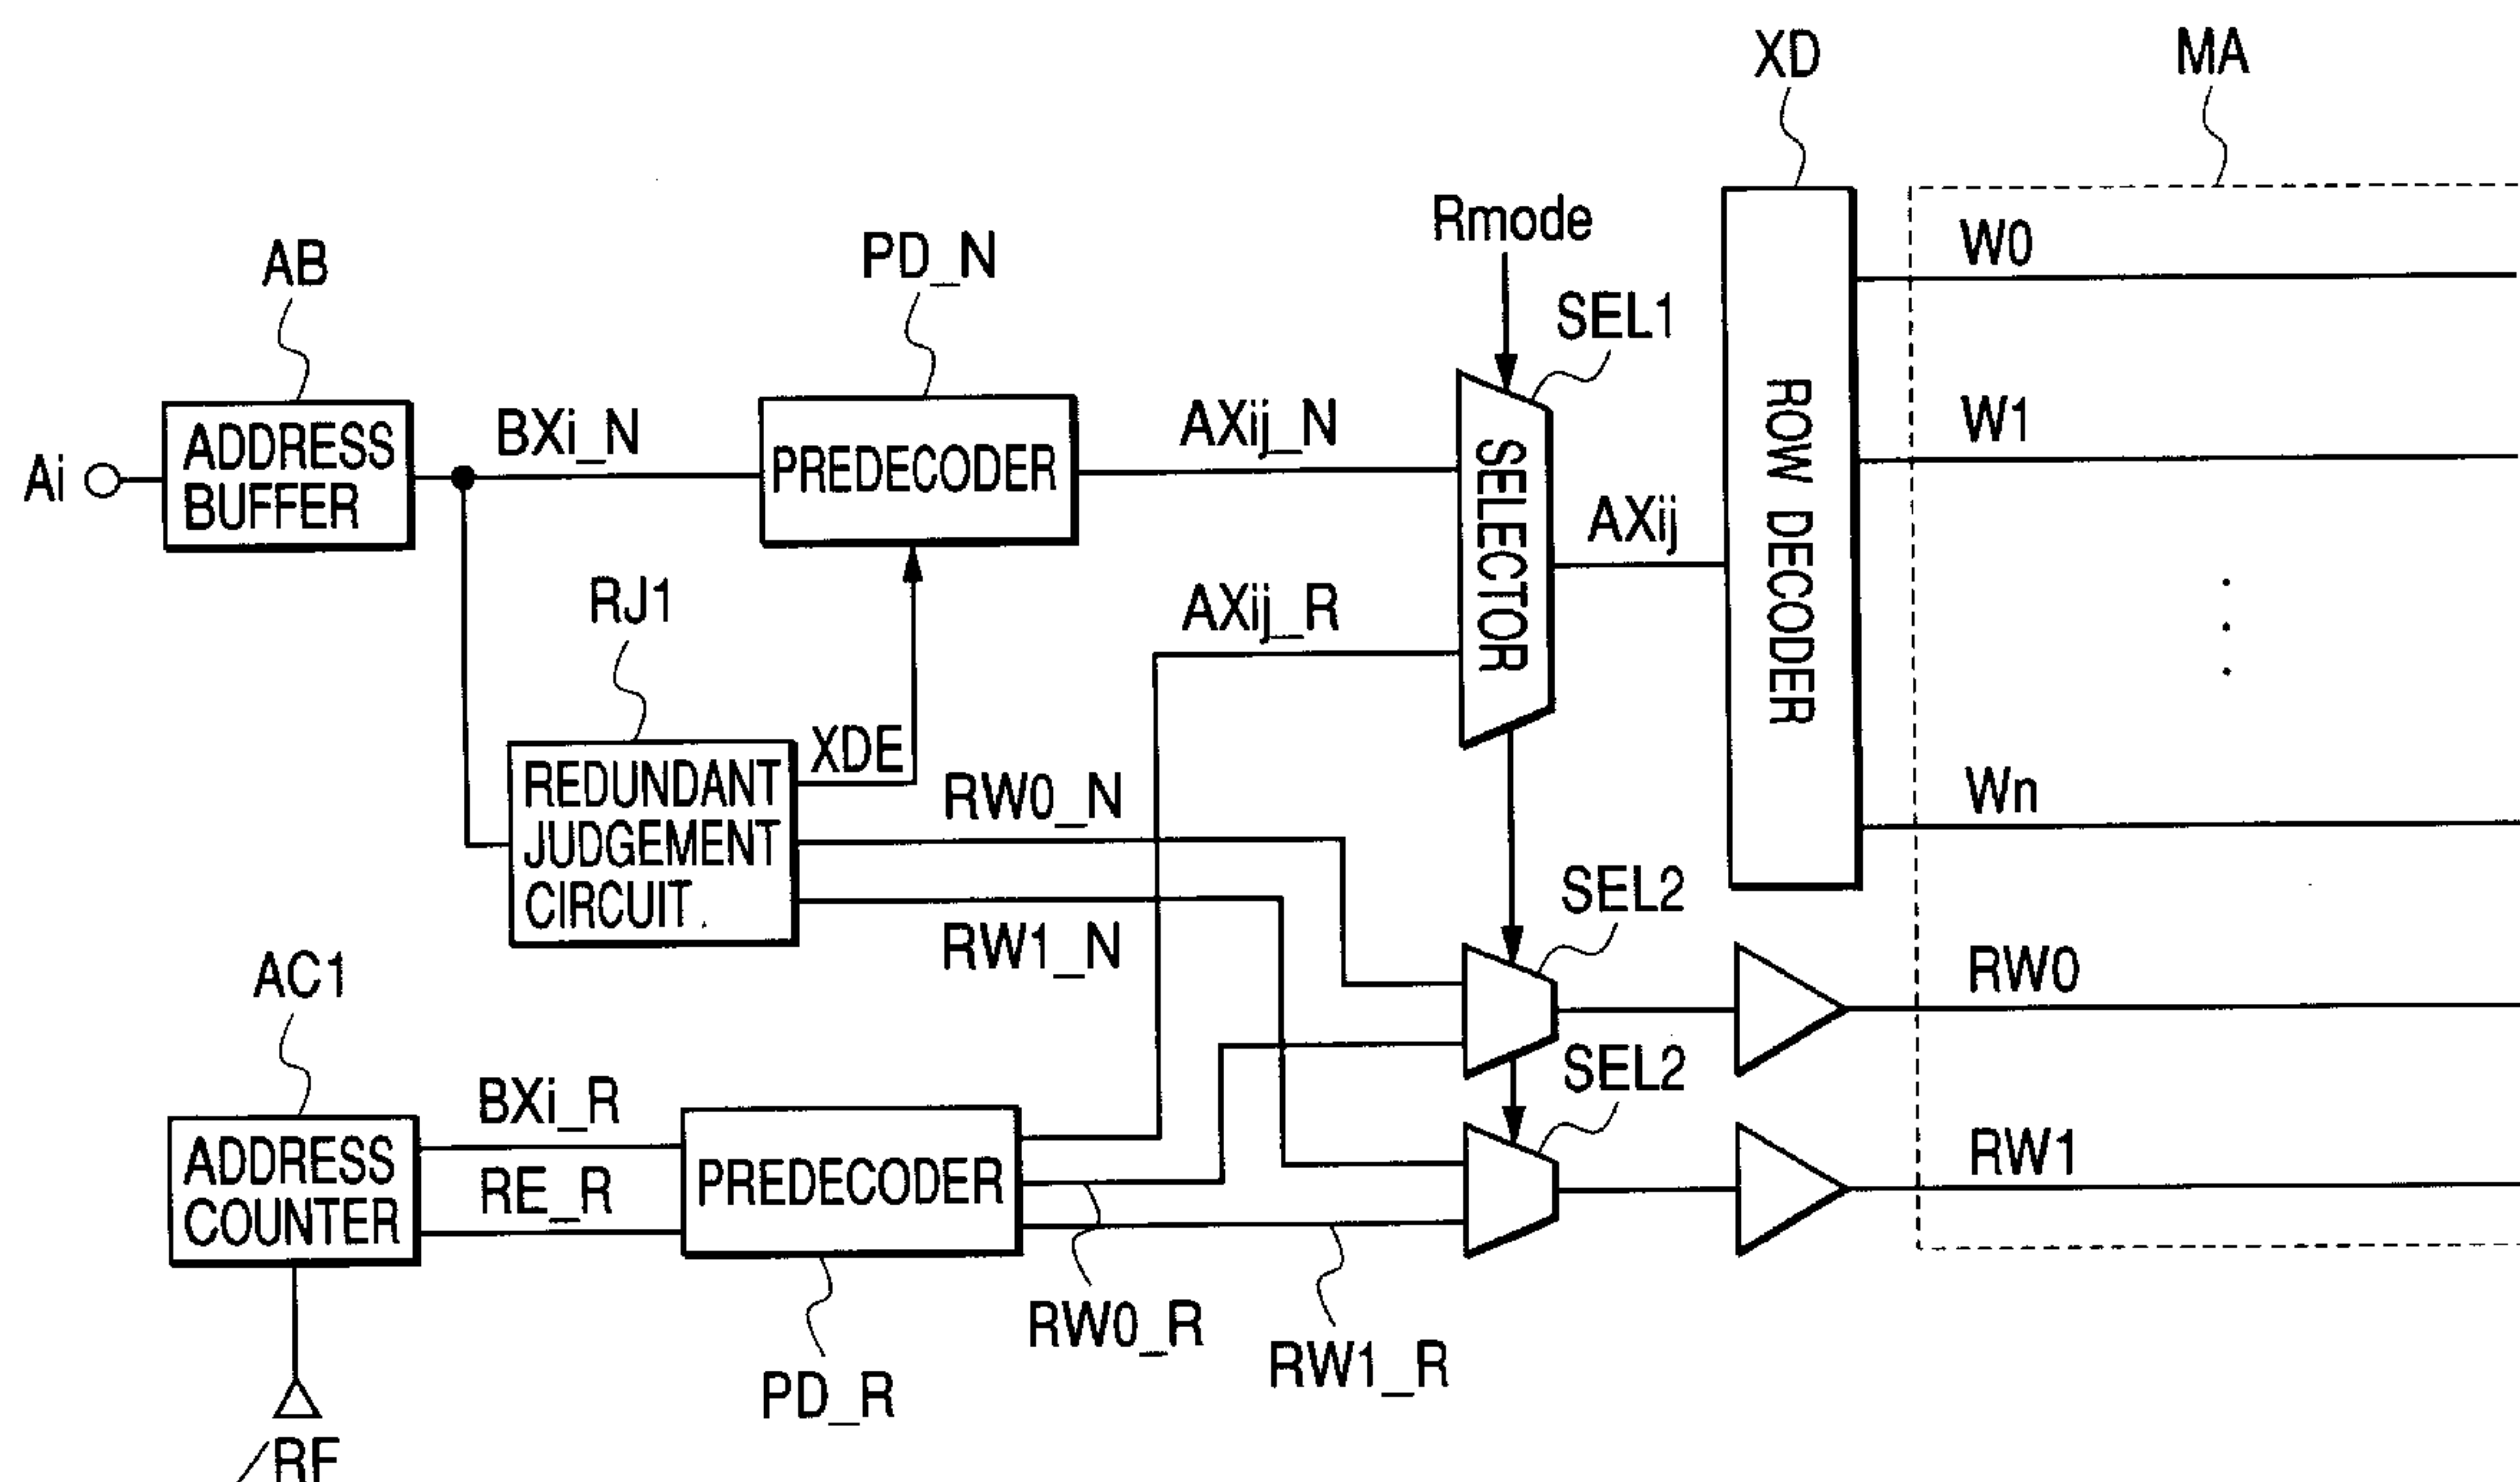 XD
MA
Rmode
W0
AB
PD_N
SEL1
ADDRESS
BUFFER
Ai
BXi_N
PREDECODER
AXij_N
SELECTOR
AXij
ROW DECODER
W1
RJ1
AXij_R
XDE
REDUNDANT
JUDGEMENT
CIRCUIT
RW0_N
Wn
RW1_N
SEL2
AC1
RW0
BXi_R
SEL2
ADDRESS
COUNTER
RE_R
PREDECODER
RW1
RW0_R
RW1_R
PD_R